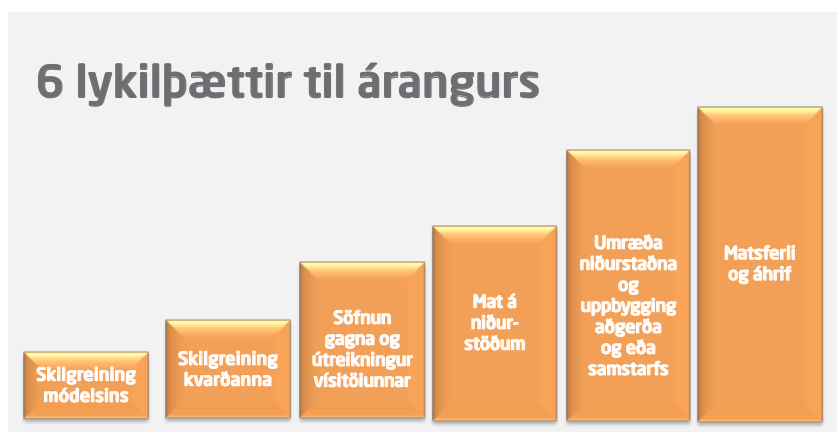 6 lykilþættir til árangurs
Skilgreining
módelsins
Skilgreining
kvarðanna
Söfnun
gagna og
útreikningur
vísitölunnar
Mat á
niður-
stöðum
Umræða
niðurstaðna
og
uppbygging
aðgerða
og eða
samstarfs
Matsferli
og áhrif